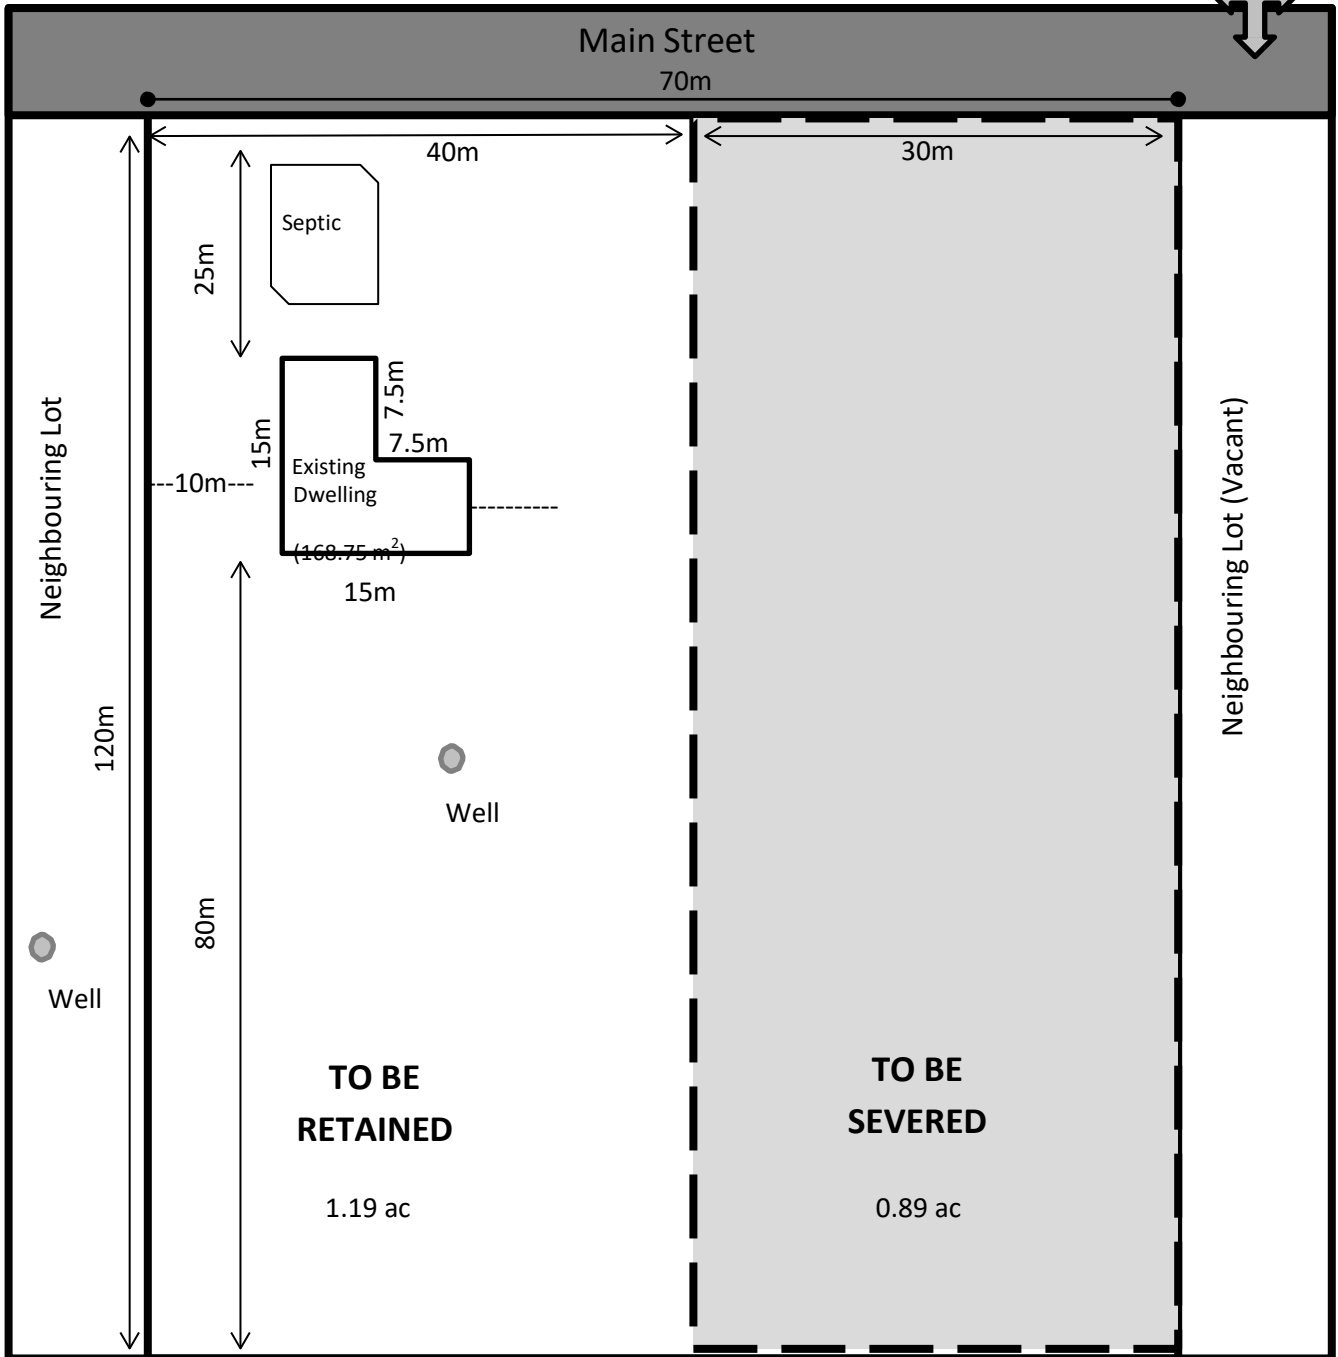 Main Street
70m
40m
30m
Septic
25m
7.5m
7.5m
15m
Existing
Dwelling
---10m---
(168.75 m²)
15m
Neighbouring Lot
Neighbouring Lot (Vacant)
120m
Well
80m
Well
TO BE
RETAINED
1.19 ac
TO BE
SEVERED
0.89 ac